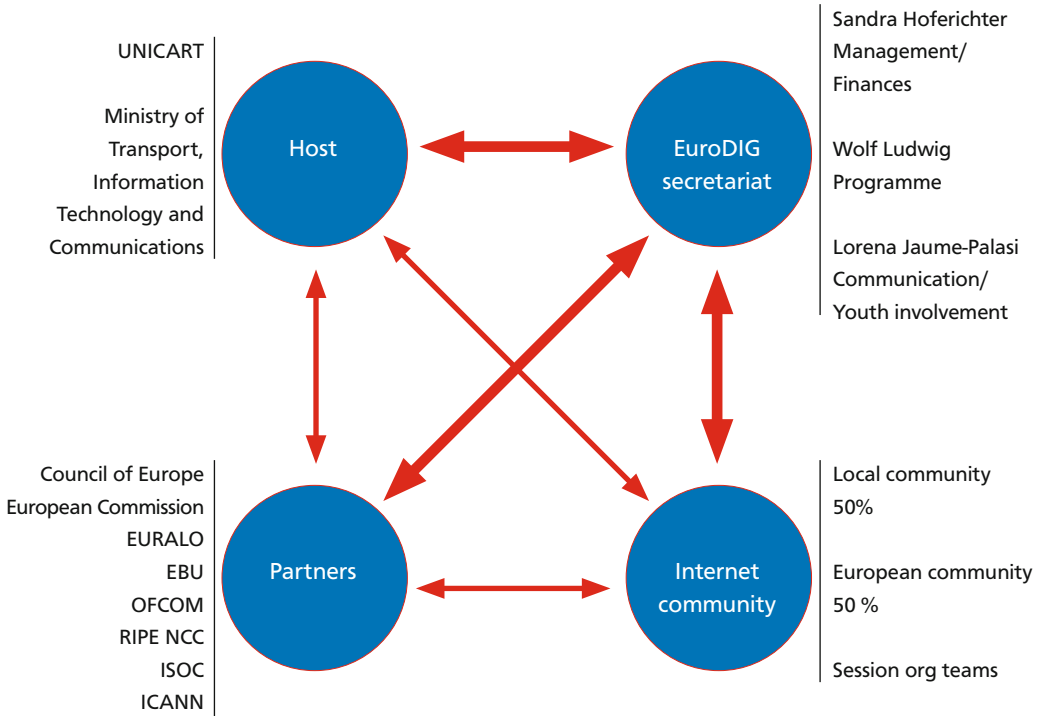 UNICART
Ministry of
Transport,
Information
Technology and
Communications
Host
EuroDIG
secretariat
Sandra Hoferichter
Management/
Finances
Wolf Ludwig
Programme
Lorena Jaume-Palasi
Communication/
Youth involvement
Council of Europe
European Commission
EURALO
EBU
OFCOM
RIPE NCC
ISOC
ICANN
Partners
Internet
community
Local community
50%
European community
50 %
Session org teams